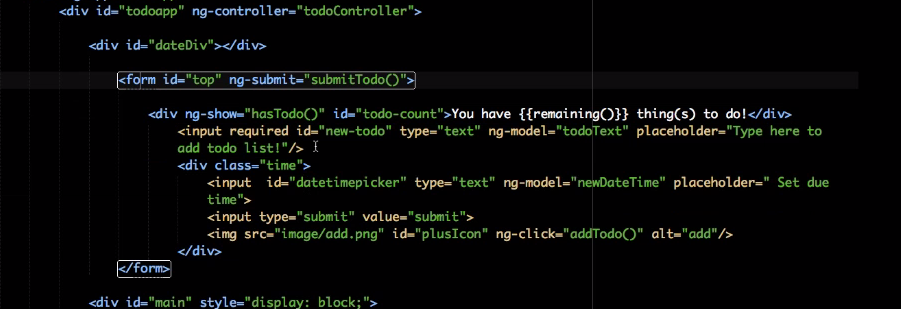 <div id="todoapp" ng-controller="todoController">
<div id="dateDiv"></div>
<form id="top" ng-submit="submitTodo()">
<div ng-show="hasTodo()" id="todo-count">You have {{remaining()}} thing(s) to do!</div>
<input required id="new-todo" type="text" ng-model="todoText" placeholder="Type here to
add todo list!"/>
<div class="time">
<input  id="datetimepicker" type="text" ng-model="newDateTime" placeholder=" Set due
time">
<input type="submit" value="submit">
<img src="image/add.png" id="plusIcon" ng-click="addTodo()" alt="add"/>
</div>
</form>
<div id="main" style="display: block;">